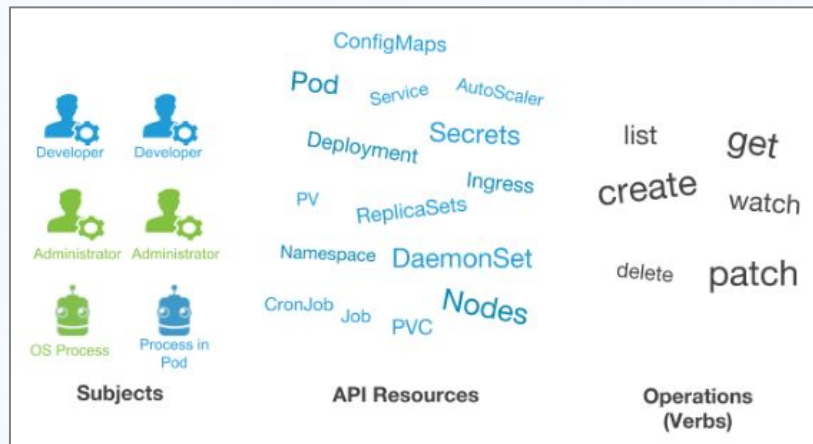 ConfigMaps
Pod
Service
AutoScaler
Developer
Developer
Deployment
Secrets
list
get
Ingress
create
watch
PV
ReplicaSets
Administrator
Administrator
Namespace
DaemonSet
delete
patch
CronJob
Job
PVC
Nodes
OS Process
Process in
Pod
Subjects
API Resources
Operations
(Verbs)